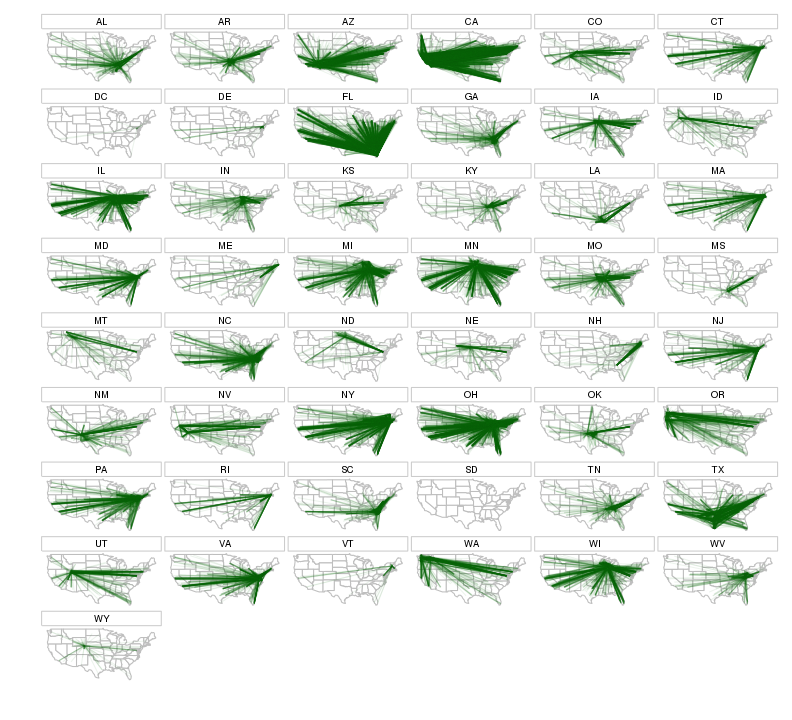 AL AR AZ CA CO CT
DC DE FL GA IA ID
IL IN KS KY LA MA
MD ME MI MN MO MS
MT NC ND NE NH NJ
NM NV NY OH OK OR
PA RI SC SD TN TX
UT VA VT WA WI WV
WY